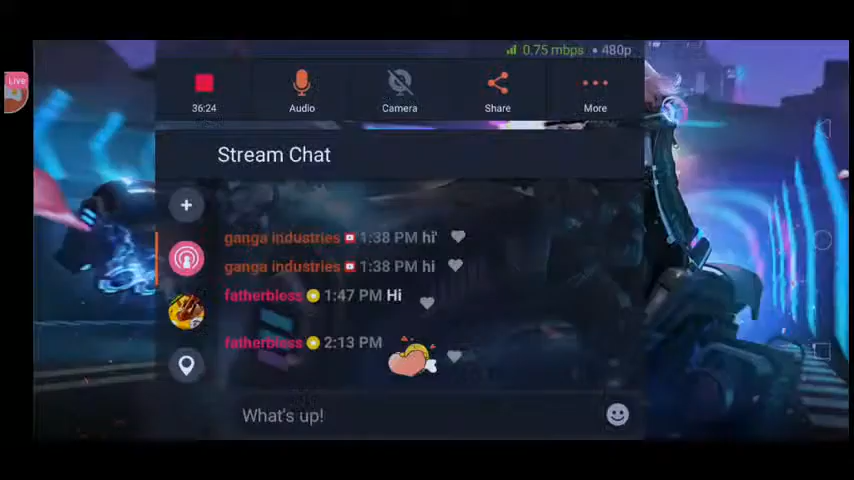 0.75 mbps • 480p
Live
36:24
Audio
Camera
Share
More
Stream Chat
ganga industries 1:38 PM hi'
ganga industries 1:38 PM hi
fatherbless 1:47 PM Hi
fatherbless 2:13 PM
What's up!